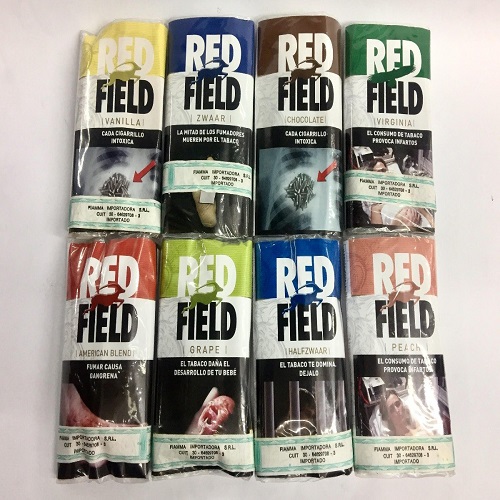 RED
FIELD
| VANILLA |
CADA CIGARRILLO
INTOXICA
FIAMMA IMPORTADORA S.R.L.
CUIT 30-64609708-3
IMPORTADO
RED
FIELD
| ZWAAR |
LA MITAD DE LOS FUMADORES
MUEREN POR EL TABACO
FIAMMA IMPORTADORA S.R.L.
CUIT 30-64609708-3
IMPORTADO
RED
FIELD
| CHOCOLATE |
CADA CIGARRILLO
INTOXICA
FIAMMA IMPORTADORA S.R.L.
CUIT 30-64609708-3
IMPORTADO
RED
FIELD
| VIRGINIA |
EL CONSUMO DE TABACO
PROVOCA INFARTOS
FIAMMA IMPORTADORA S.R.L.
CUIT 30-64609708-3
IMPORTADO
RED
FIELD
| AMERICAN BLEND |
FUMAR CAUSA
GANGRENA
FIAMMA IMPORTADORA S.R.L.
CUIT 30-64609708-3
IMPORTADO
RED
FIELD
| GRAPE |
EL TABACO DAÑA EL
DESARROLLO DE TU BEBÉ
FIAMMA IMPORTADORA S.R.L.
CUIT 30-64609708-3
IMPORTADO
RED
FIELD
| HALFZWAAR |
EL TABACO TE DOMINA
DEJALO
FIAMMA IMPORTADORA S.R.L.
CUIT 30-64609708-3
IMPORTADO
RED
FIELD
| PEACH |
EL CONSUMO DE TABACO
PROVOCA INFARTOS
FIAMMA IMPORTADORA S.R.L.
CUIT 30-64609708-3
IMPORTADO